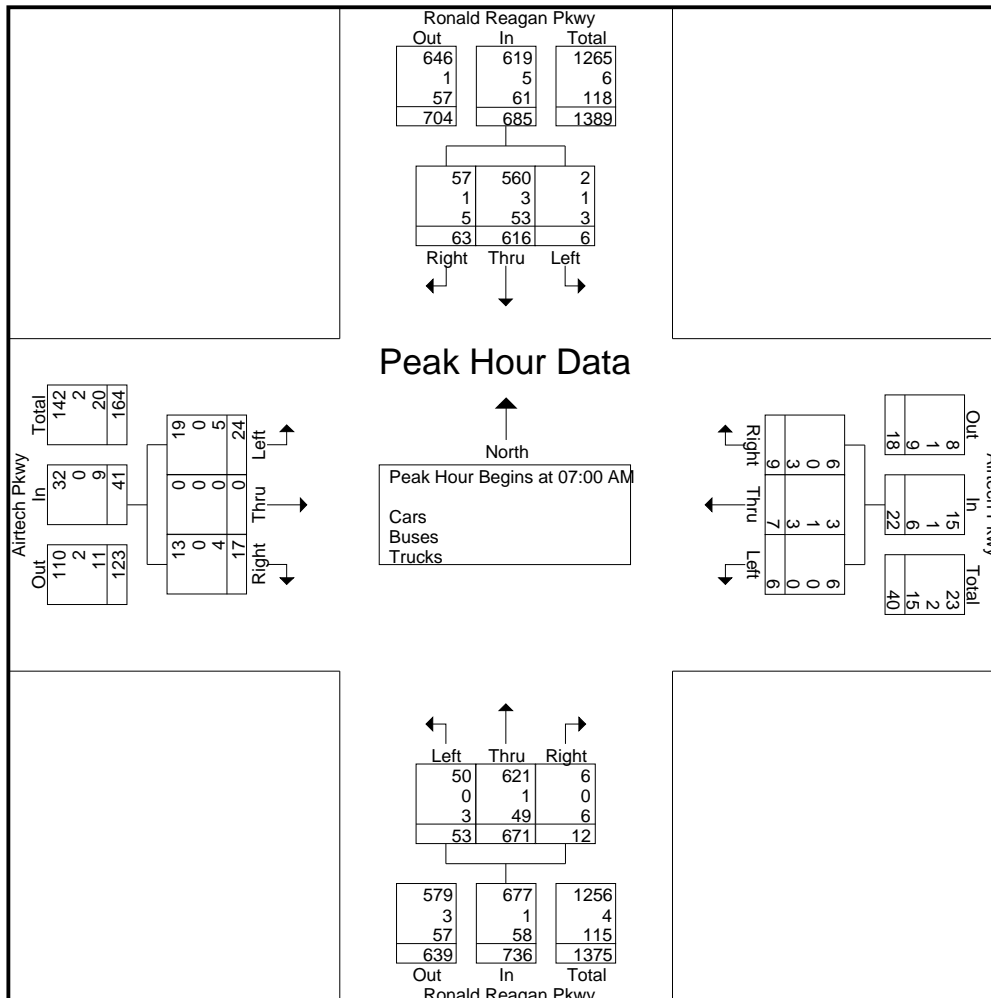 Ronald Reagan Pkwy
Out In Total
646 619 1265
1 5 6
57 61 118
704 685 1389
57 560 2
1 3 1
5 53 3
63 616 6
Right Thru Left
Peak Hour Data
North
Peak Hour Begins at 07:00 AM
Cars
Buses
Trucks
Airtech Pkwy
Out In Total
110 32 142
2 0 2
11 9 20
123 41 164
Right Thru Left
13 0 19
0 0 0
4 0 5
17 0 24
Airtech Pkwy
Out In Total
8 15 23
1 1 2
9 6 15
18 22 40
Right Thru Left
6 3 6
0 1 0
3 3 0
9 7 6
Left Thru Right
50 621 6
0 1 0
3 49 6
53 671 12
579 677 1256
3 1 4
57 58 115
639 736 1375
Out In Total
Ronald Reagan Pkwy